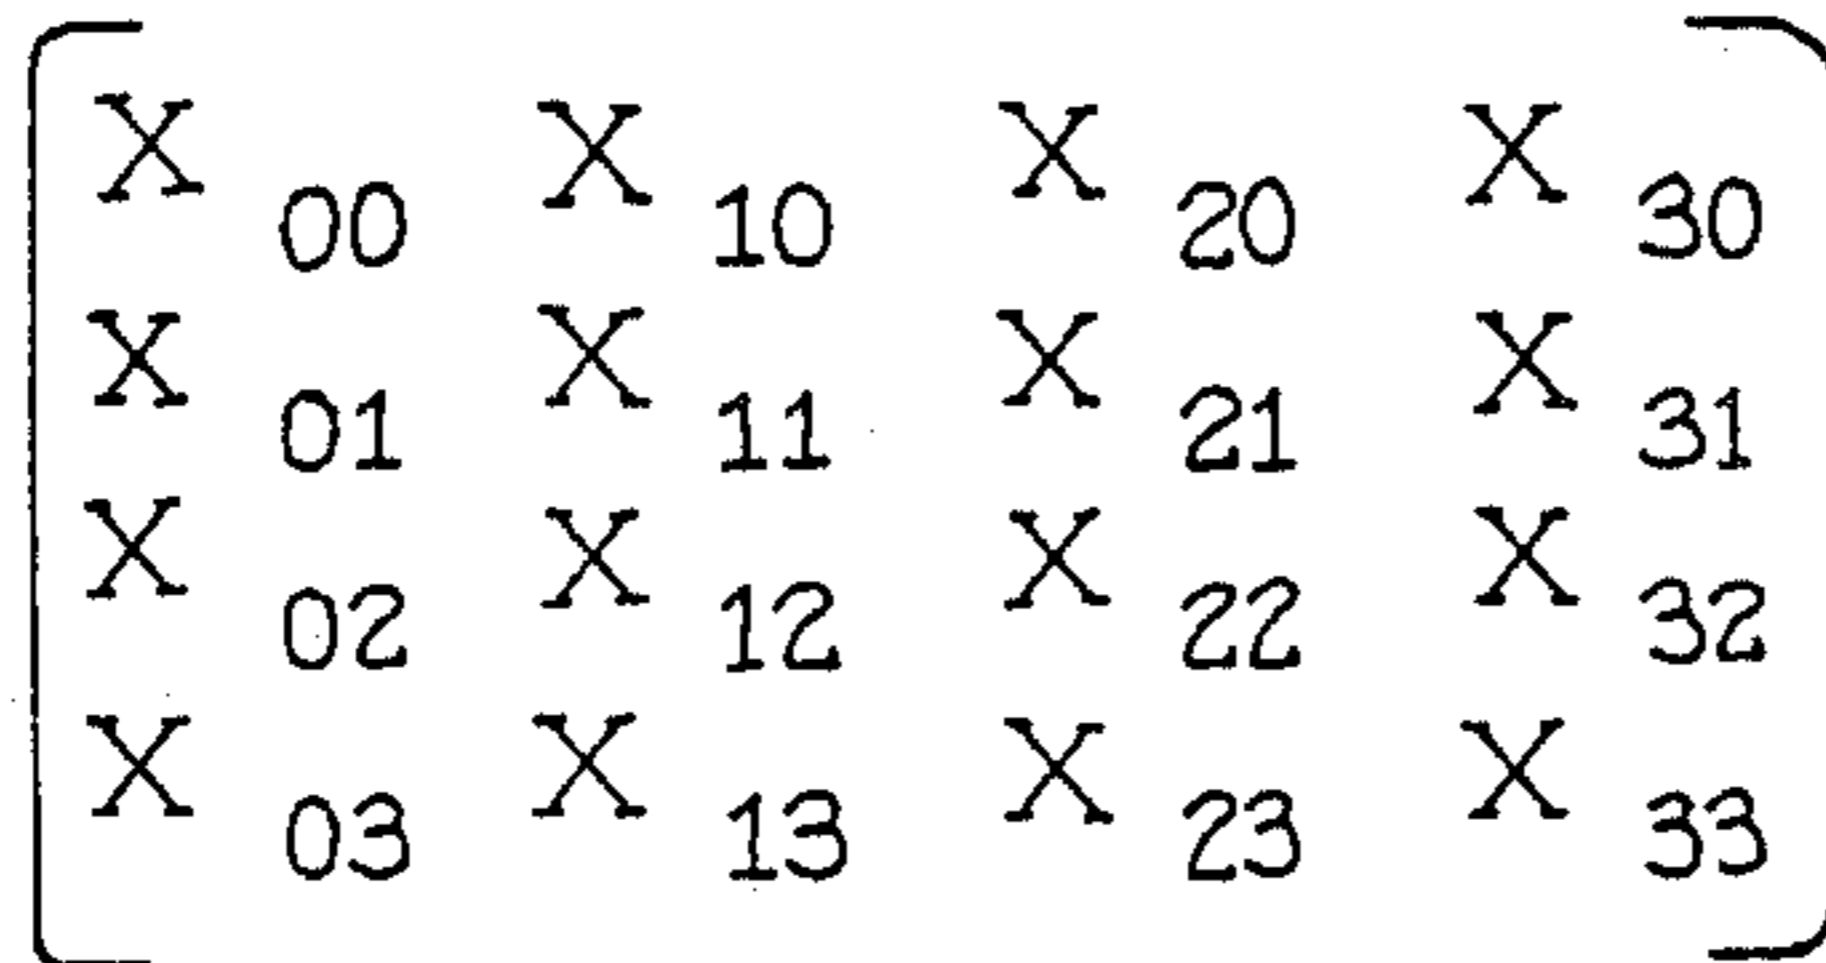 X 00 X 10 X 20 X 30
X 01 X 11 X 21 X 31
X 02 X 12 X 22 X 32
X 03 X 13 X 23 X 33